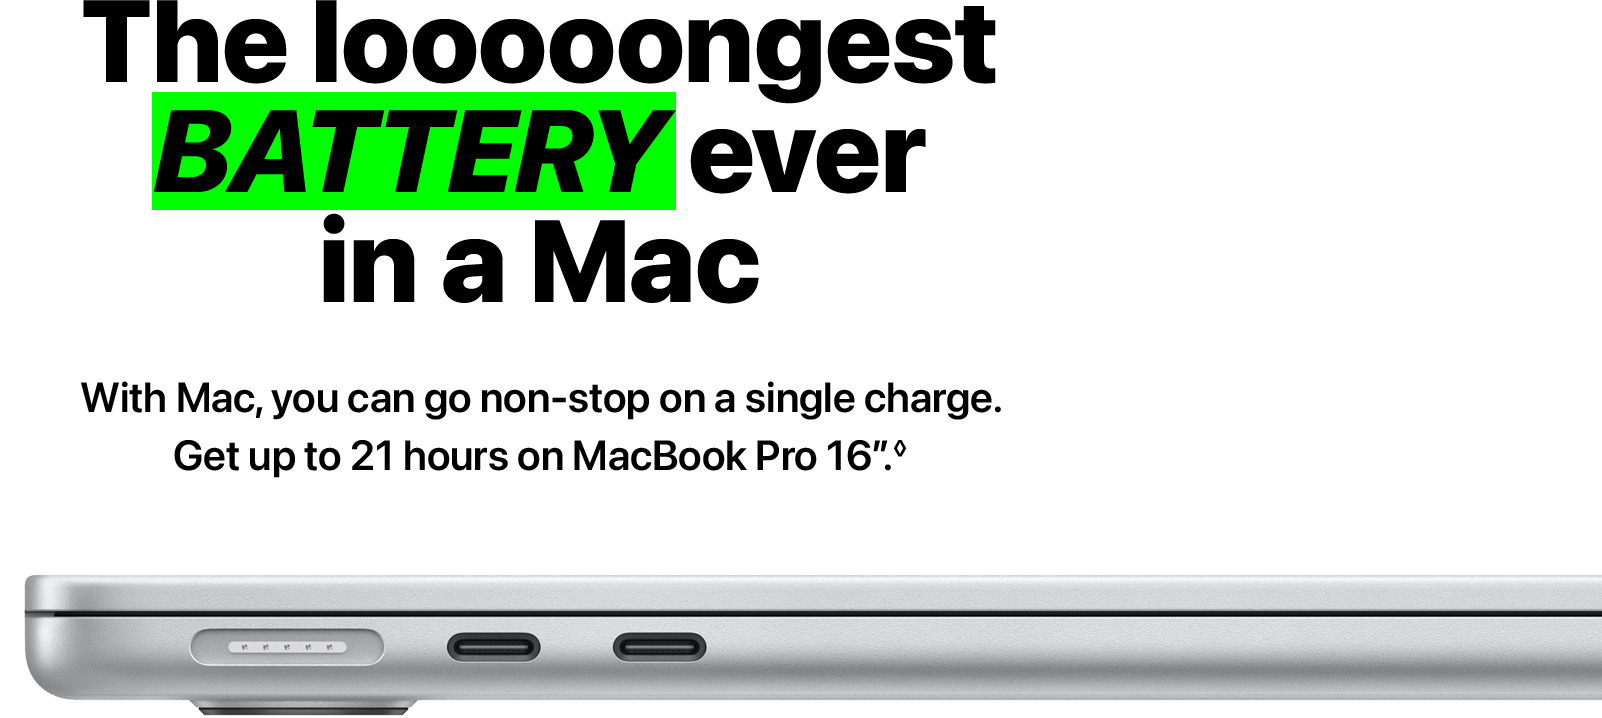 The looooongest
BATTERY ever
in a Mac
With Mac, you can go non-stop on a single charge.
Get up to 21 hours on MacBook Pro 16″.◊